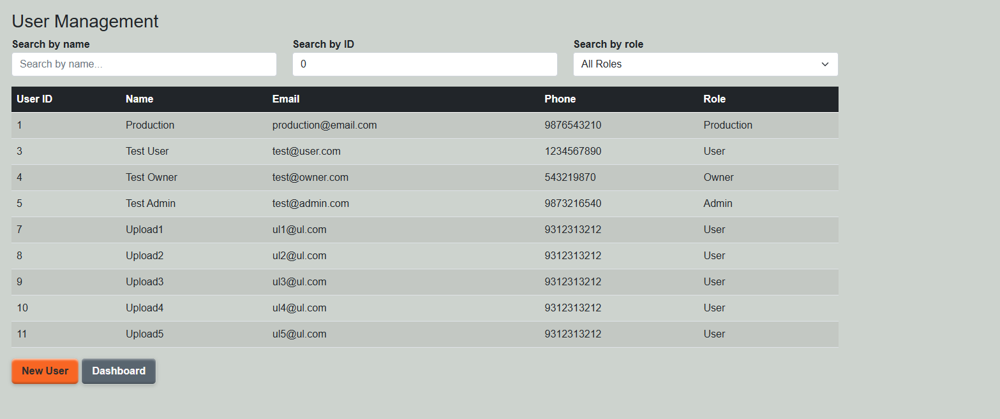 User Management
Search by name Search by ID Search by role
Search by name... 0 All Roles
User ID Name Email Phone Role
1 Production production@email.com 9876543210 Production
3 Test User test@user.com 1234567890 User
4 Test Owner test@owner.com 543219870 Owner
5 Test Admin test@admin.com 9873216540 Admin
7 Upload1 ul1@ul.com 9312313212 User
8 Upload2 ul2@ul.com 9312313212 User
9 Upload3 ul3@ul.com 9312313212 User
10 Upload4 ul4@ul.com 9312313212 User
11 Upload5 ul5@ul.com 9312313212 User
New User Dashboard